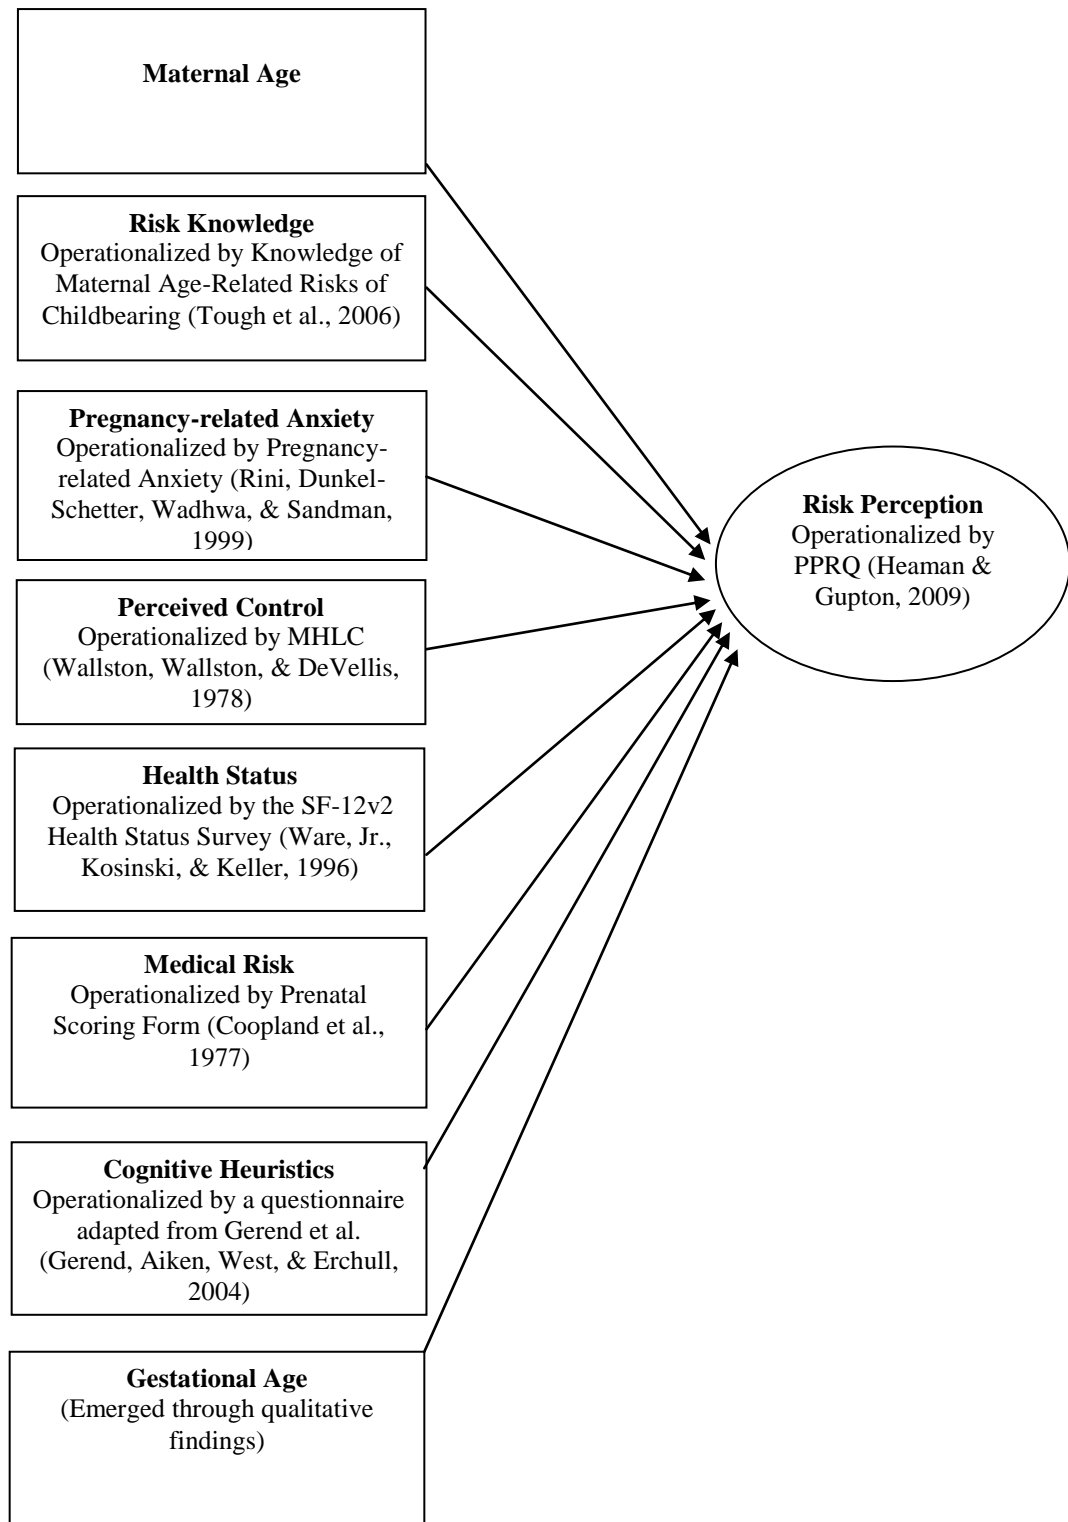 Maternal Age
Risk Knowledge
Operationalized by Knowledge of
Maternal Age-Related Risks of
Childbearing (Tough et al., 2006)
Pregnancy-related Anxiety
Operationalized by Pregnancy-
related Anxiety (Rini, Dunkel-
Schetter, Wadhwa, & Sandman,
1999)
Perceived Control
Operationalized by MHLC
(Wallston, Wallston, & DeVellis,
1978)
Health Status
Operationalized by the SF-12v2
Health Status Survey (Ware, Jr.,
Kosinski, & Keller, 1996)
Medical Risk
Operationalized by Prenatal
Scoring Form (Coopland et al.,
1977)
Cognitive Heuristics
Operationalized by a questionnaire
adapted from Gerend et al.
(Gerend, Aiken, West, & Erchull,
2004)
Gestational Age
(Emerged through qualitative
findings)
Risk Perception
Operationalized by
PPRQ (Heaman &
Gupton, 2009)